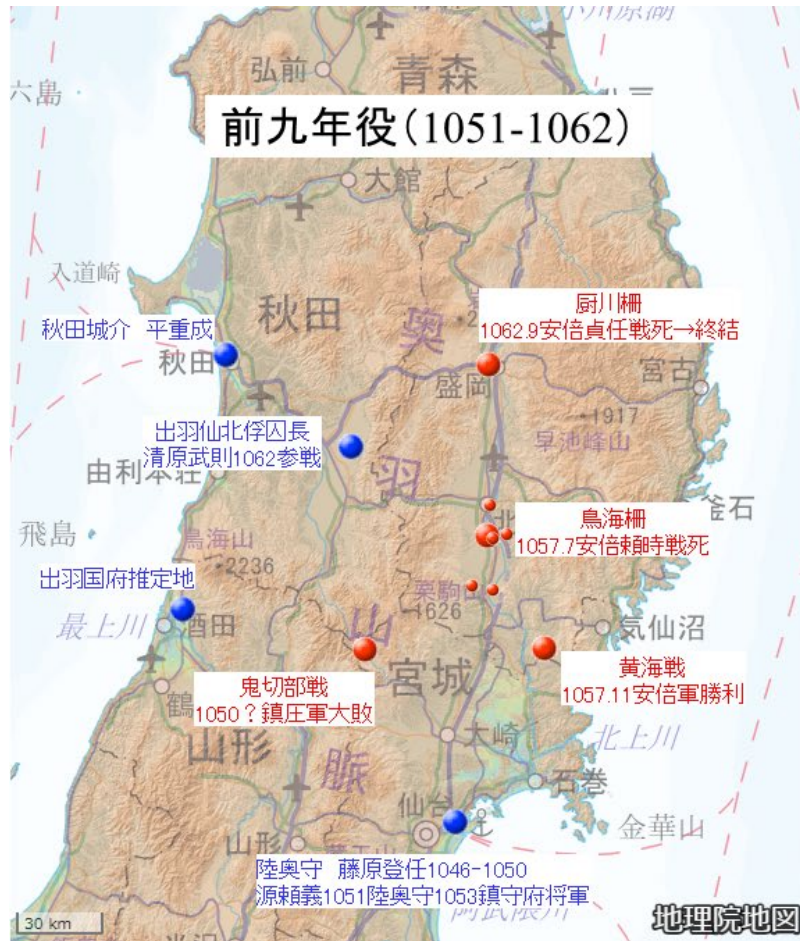 小川原湖
弘前
青森
六島
前九年役（1051-1062）
大館
入道崎
秋田
奥
厨川柵
1062.9安倍貞任戦死→終結
秋田城介　平重成
秋田
盛岡
宮古
出羽仙北俘囚長
清原武則1062参戦
1917
早池峰山
由利本荘
羽
飛島
鳥海山
2236
北
鳥海柵
1057.7安倍頼時戦死
釜石
出羽国府推定地
栗駒山
1626
最上川
酒田
山
気仙沼
宮城
黄海戦
1057.11安倍軍勝利
鬼切部戦
1050？鎮圧軍大敗
鶴
山形
大崎
北上川
脈
石巻
仙台
金華山
山形
陸奥守　藤原登任1046-1050
源頼義1051陸奥守1053鎮守府将軍
阿武隈川
30 km
地理院地図